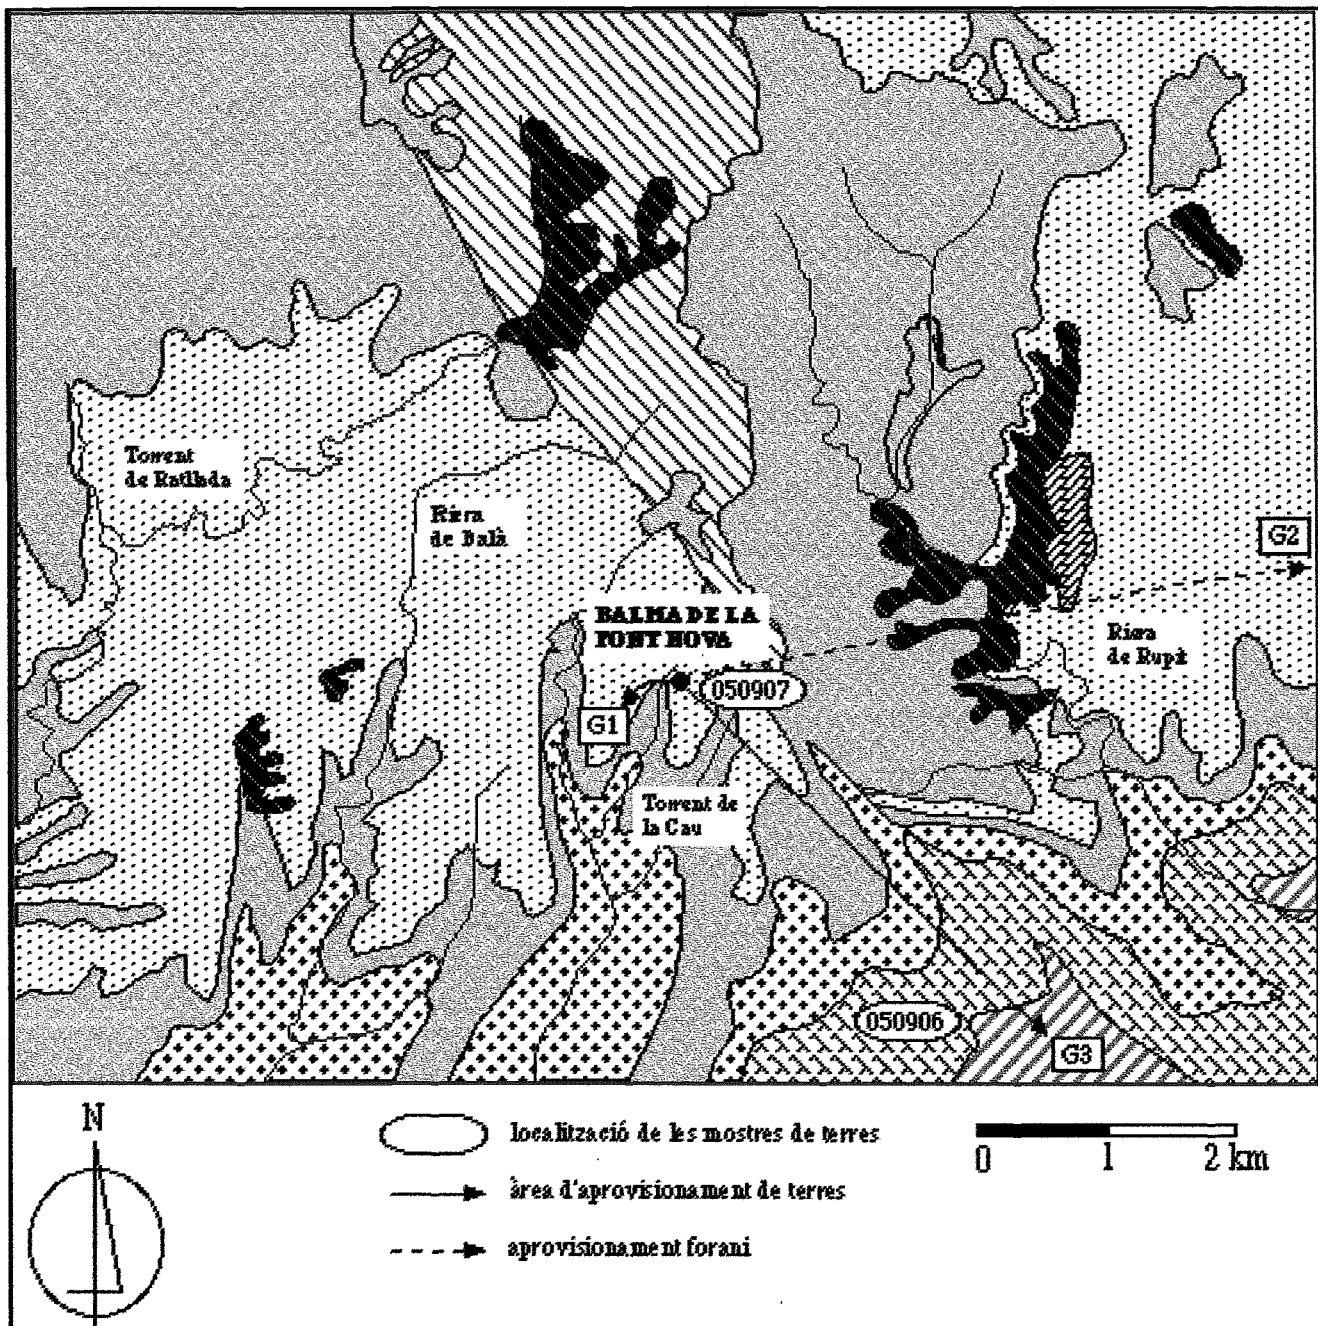 Torrent
de Ratllada
Riera
de Balà
G2
BALMA DE LA
FONT NOVA
Riera
de Rupit
050907
G1
Torrent de
la Cau
050906
G3
N
localització de les mostres de terres
àrea d'aprovisionament de terres
aprovisionament forani
0 1 2 km